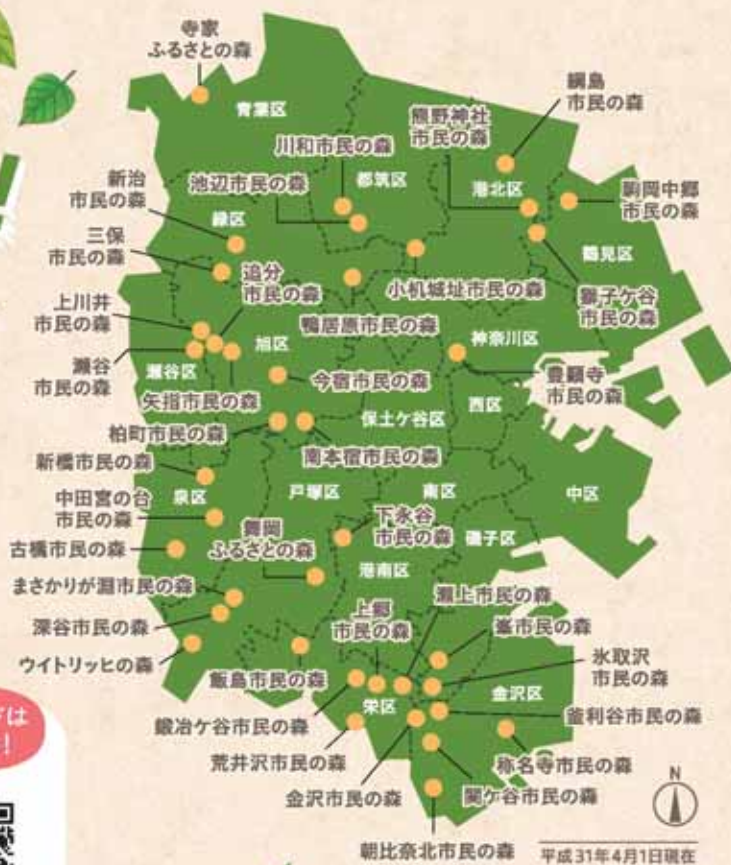 寺家
ふるさとの森
青葉区
綱島
市民の森
熊野神社
市民の森
川和市民の森
都筑区
池辺市民の森
港北区
新治
市民の森
駒岡中郷
市民の森
緑区
三保
市民の森
鶴見区
追分
市民の森
小机城址市民の森
獅子ケ谷
市民の森
上川井
市民の森
鴨居原市民の森
神奈川区
旭区
瀬谷
市民の森
瀬谷区
今宿市民の森
豊顕寺
市民の森
矢指市民の森
西区
保土ケ谷区
柏町市民の森
南本宿市民の森
新橋市民の森
泉区
戸塚区
南区
中区
中田宮の台
市民の森
下永谷
市民の森
舞岡
ふるさとの森
磯子区
古橋市民の森
港南区
まさかりが淵市民の森
瀬上市民の森
上郷
市民の森
深谷市民の森
峯市民の森
ウイトリッヒの森
氷取沢
市民の森
飯島市民の森
金沢区
栄区
鍛冶ケ谷市民の森
釜利谷市民の森
荒井沢市民の森
称名寺市民の森
金沢市民の森
関ケ谷市民の森
朝比奈北市民の森
N
平成31年4月1日現在
は
!